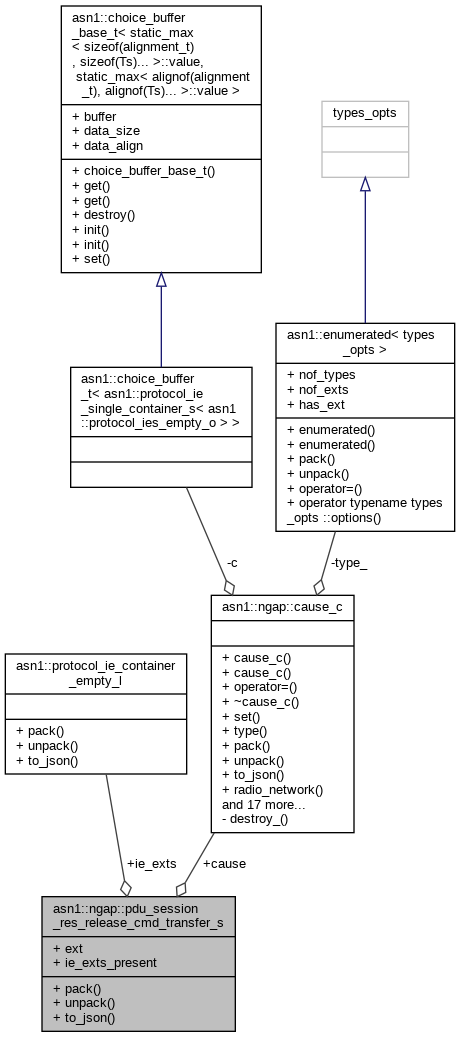 asn1::choice_buffer
_base_t< static_max
< sizeof(alignment_t)
, sizeof(Ts)... >::value,
static_max< alignof(alignment
_t), alignof(Ts)... >::value >
+ buffer
+ data_size
+ data_align
+ choice_buffer_base_t()
+ get()
+ get()
+ destroy()
+ init()
+ init()
+ set()
types_opts
asn1::enumerated< types
_opts >
+ nof_types
+ nof_exts
+ has_ext
+ enumerated()
+ enumerated()
+ pack()
+ unpack()
+ operator=()
+ operator typename types
_opts ::options()
asn1::choice_buffer
_t< asn1::protocol_ie
_single_container_s< asn1
::protocol_ies_empty_o > >
-c
-type_
asn1::ngap::cause_c
+ cause_c()
+ cause_c()
+ operator=()
+ ~cause_c()
+ set()
+ type()
+ pack()
+ unpack()
+ to_json()
+ radio_network()
and 17 more...
- destroy_()
asn1::protocol_ie_container
_empty_l
+ pack()
+ unpack()
+ to_json()
+ie_exts
+cause
asn1::ngap::pdu_session
_res_release_cmd_transfer_s
+ ext
+ ie_exts_present
+ pack()
+ unpack()
+ to_json()